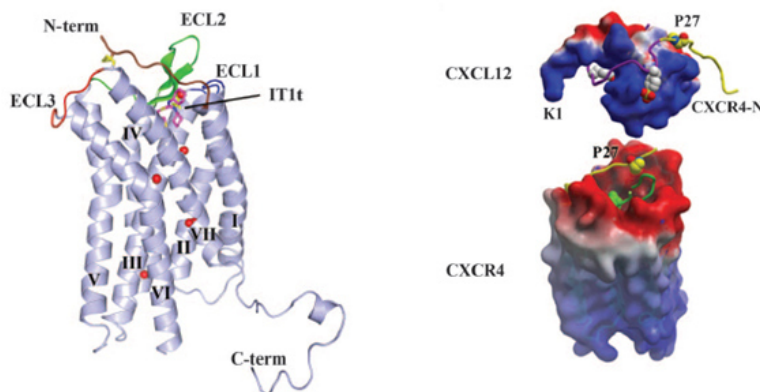 N-term
ECL2
ECL1
ECL3
IT1t
IV
I
VII
II
III
V
VI
C-term
P27
CXCL12
K1
CXCR4-N
P27
CXCR4